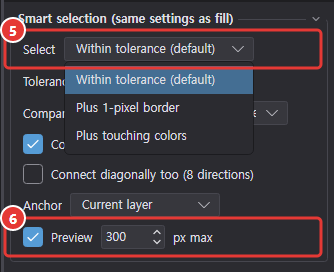 Smart selection (same settings as fill)
5
Select Within tolerance (default)
Within tolerance (default)
Plus 1-pixel border
Plus touching colors
Connect diagonally too (8 directions)
Anchor Current layer
6
Preview 300 px max